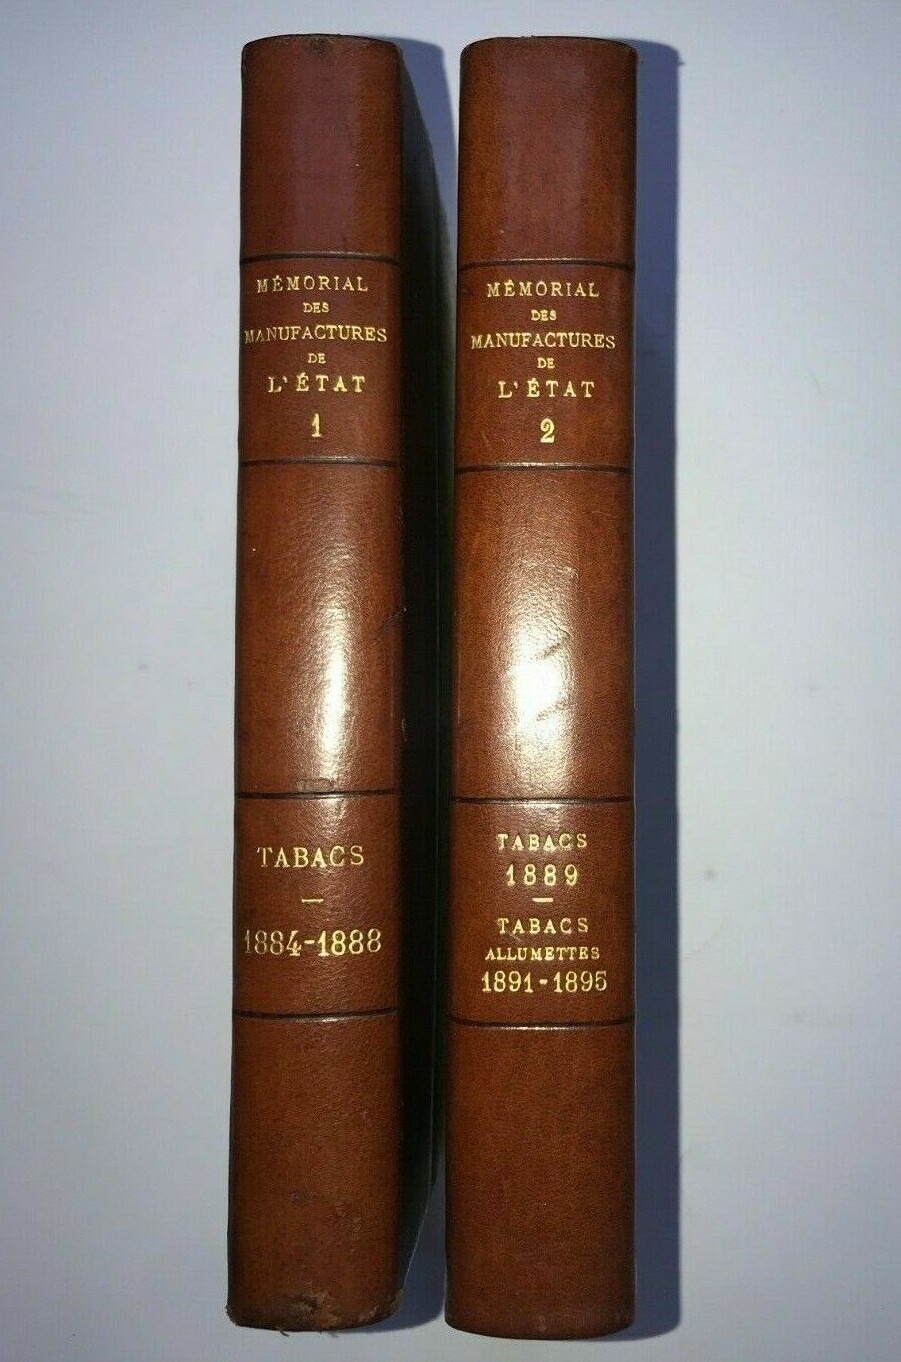 MÉMORIAL
DES
MANUFACTURES
DE
L'ÉTAT
1
TABACS
—
1884-1888
MÉMORIAL
DES
MANUFACTURES
DE
L'ÉTAT
2
TABACS
1889
—
TABACS
ALLUMETTES
1891-1895